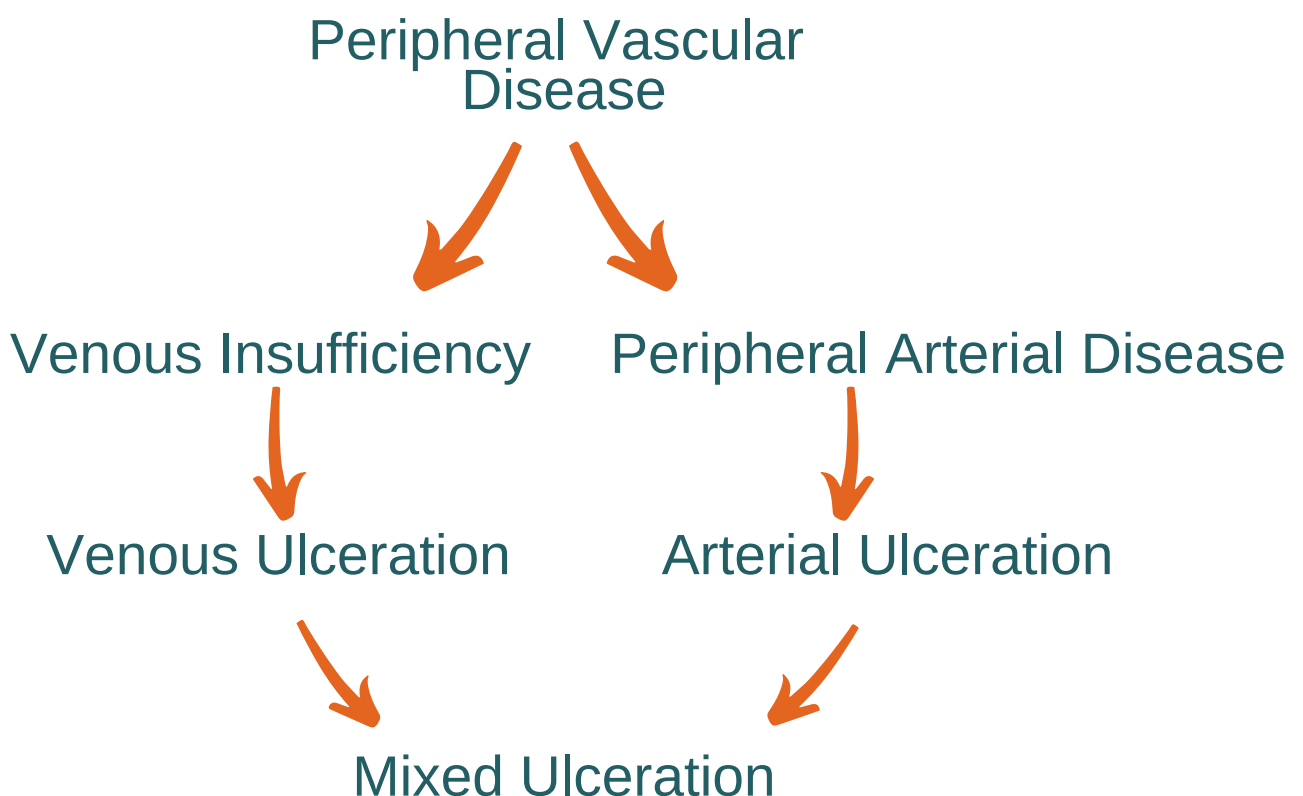 Peripheral Vascular
Disease
Venous Insufficiency
Peripheral Arterial Disease
Venous Ulceration
Arterial Ulceration
Mixed Ulceration